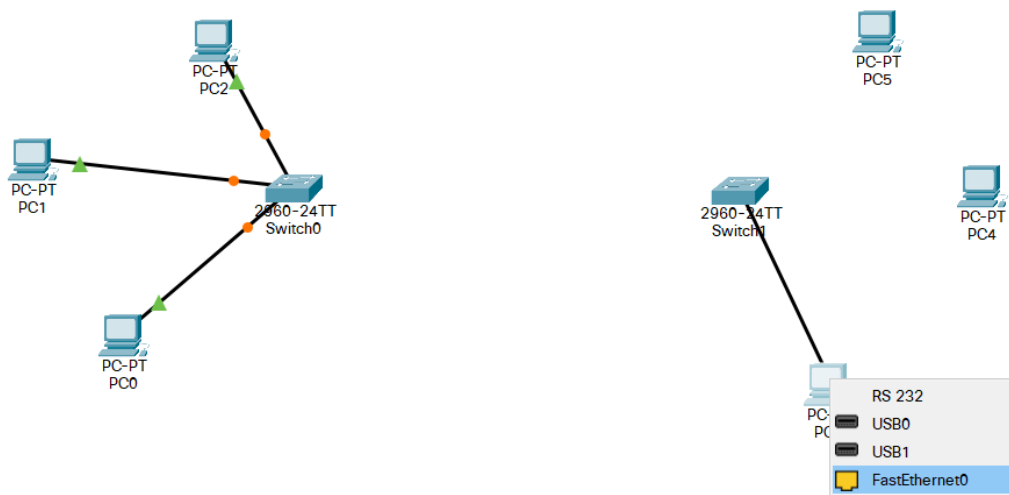 PC-PT
PC2
PC-PT
PC1
2960-24TT
Switch0
PC-PT
PC0
PC-PT
PC5
2960-24TT
Switch1
PC-PT
PC4
RS 232
USB0
USB1
FastEthernet0